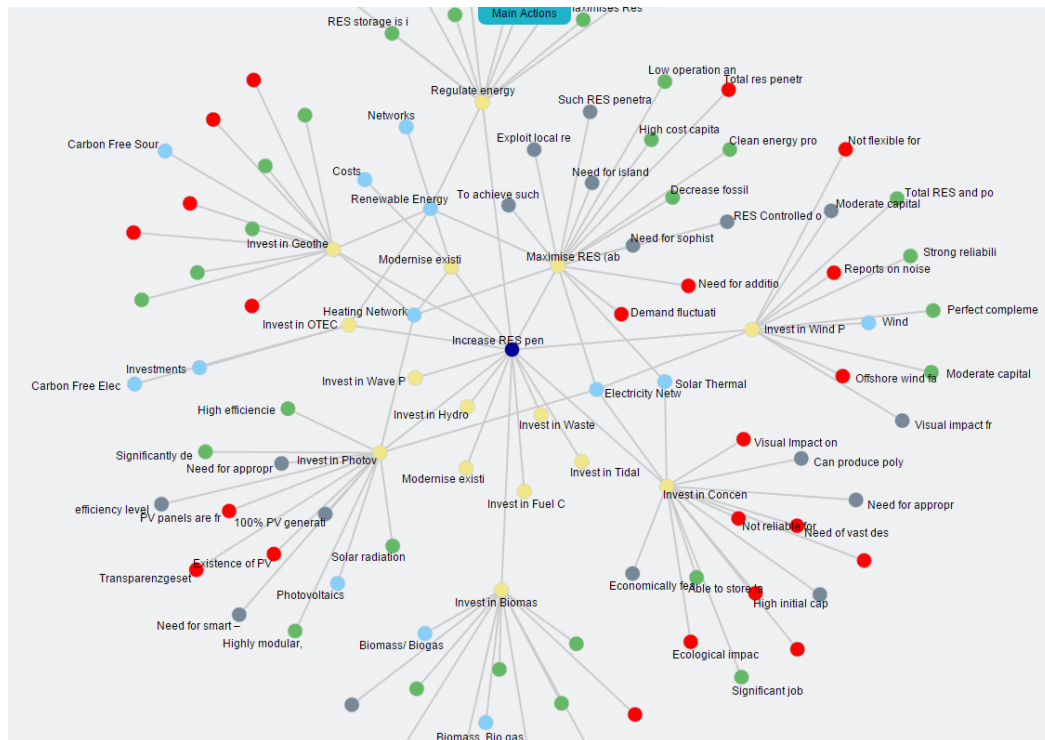 Main Actions
RES storage is i
Maximises Res
Regulate energy
Low operation an
Total res penetr
Such RES penetra
Networks
Exploit local re
High cost capita
Clean energy pro
Not flexible for
Carbon Free Sour
Costs
Need for island
To achieve such
Decrease fossil
Total RES and po
Moderate capital
Renewable Energy
RES Controlled o
Need for sophist
Invest in Geothe
Modernise existi
Maximise RES (ab
Strong reliabili
Reports on noise
Need for additio
Heating Network
Invest in OTEC
Demand fluctuati
Perfect compleme
Wind
Invest in Wind P
Increase RES pen
Investments
Carbon Free Elec
Invest in Wave P
Electricity Netw
Solar Thermal
Offshore wind fa
Moderate capital
High efficiencie
Invest in Hydro
Invest in Waste
Visual impact fr
Significantly de
Need for appropr
Invest in Photov
Modernise existi
Invest in Tidal
Visual Impact on
Can produce poly
Invest in Fuel C
Invest in Concen
Need for appropr
efficiency level
PV panels are fr
100% PV generati
Not reliable for
Need of vast des
Existence of PV
Solar radiation
Transparenzgeset
Photovoltaics
Economically fea
Able to store la
High initial cap
Invest in Biomas
Need for smart –
Highly modular,
Biomass/ Biogas
Ecological impac
Significant job
Biomass, Bio gas